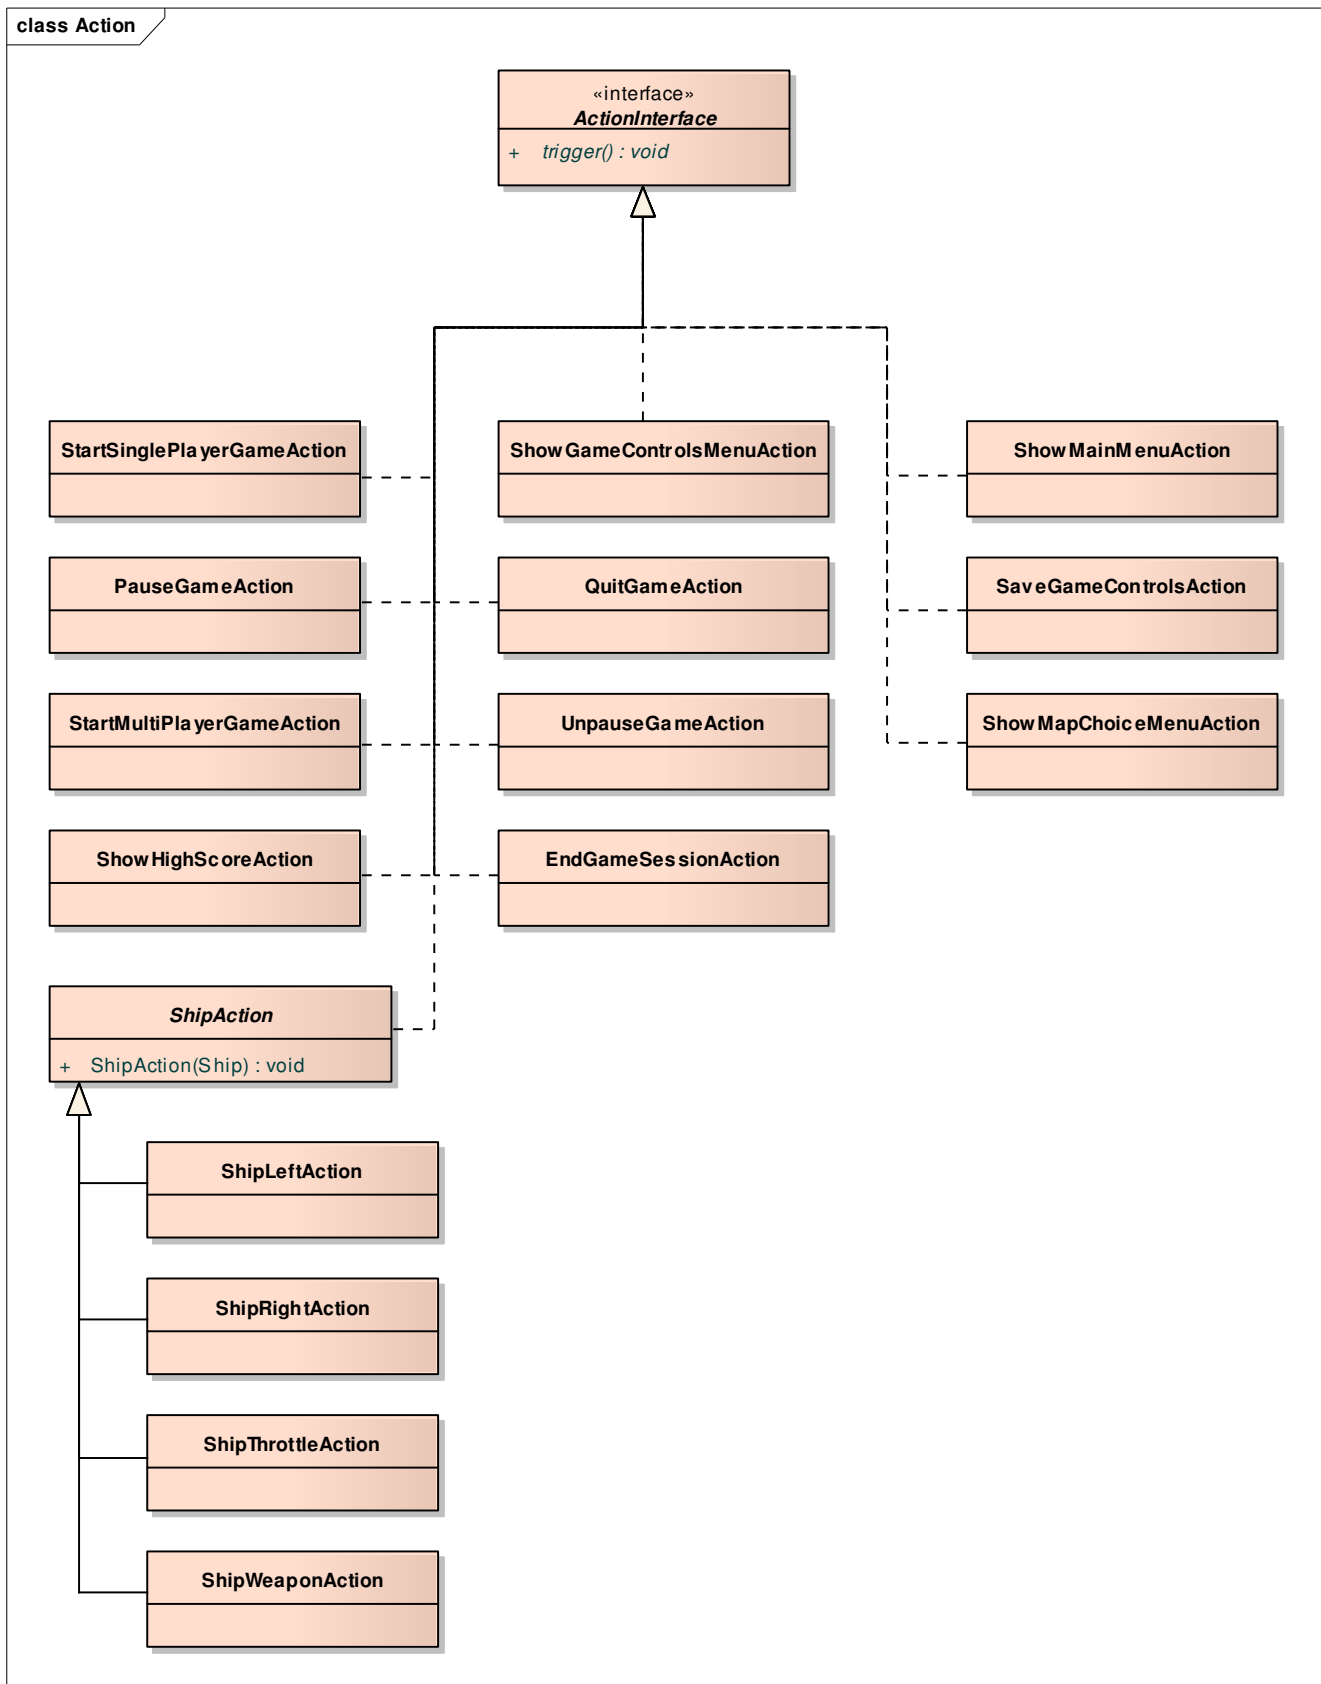 class Action
«interface»
ActionInterface
+ trigger() : void
StartSinglePlayerGameAction
ShowGameControlsMenuAction
ShowMainMenuAction
PauseGameAction
QuitGameAction
SaveGameControlsAction
StartMultiPlayerGameAction
UnpauseGameAction
ShowMapChoiceMenuAction
ShowHighScoreAction
EndGameSessionAction
ShipAction
+ ShipAction(Ship) : void
ShipLeftAction
ShipRightAction
ShipThrottleAction
ShipWeaponAction